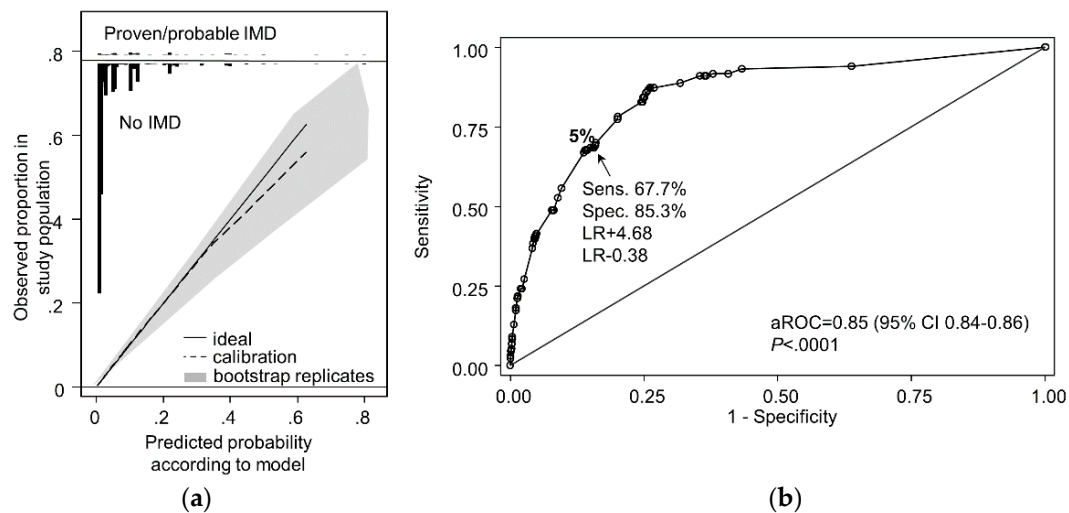 Proven/probable IMD
No IMD
Observed proportion in
study population
.8
.6
.4
.2
0
ideal
calibration
bootstrap replicates
0 .2 .4 .6 .8
Predicted probability
according to model
(a)
Sensitivity
1.00
0.75
0.50
0.25
0.00
5%
Sens. 67.7%
Spec. 85.3%
LR+4.68
LR-0.38
aROC=0.85 (95% CI 0.84-0.86)
P<.0001
0.00 0.25 0.50 0.75 1.00
1 - Specificity
(b)